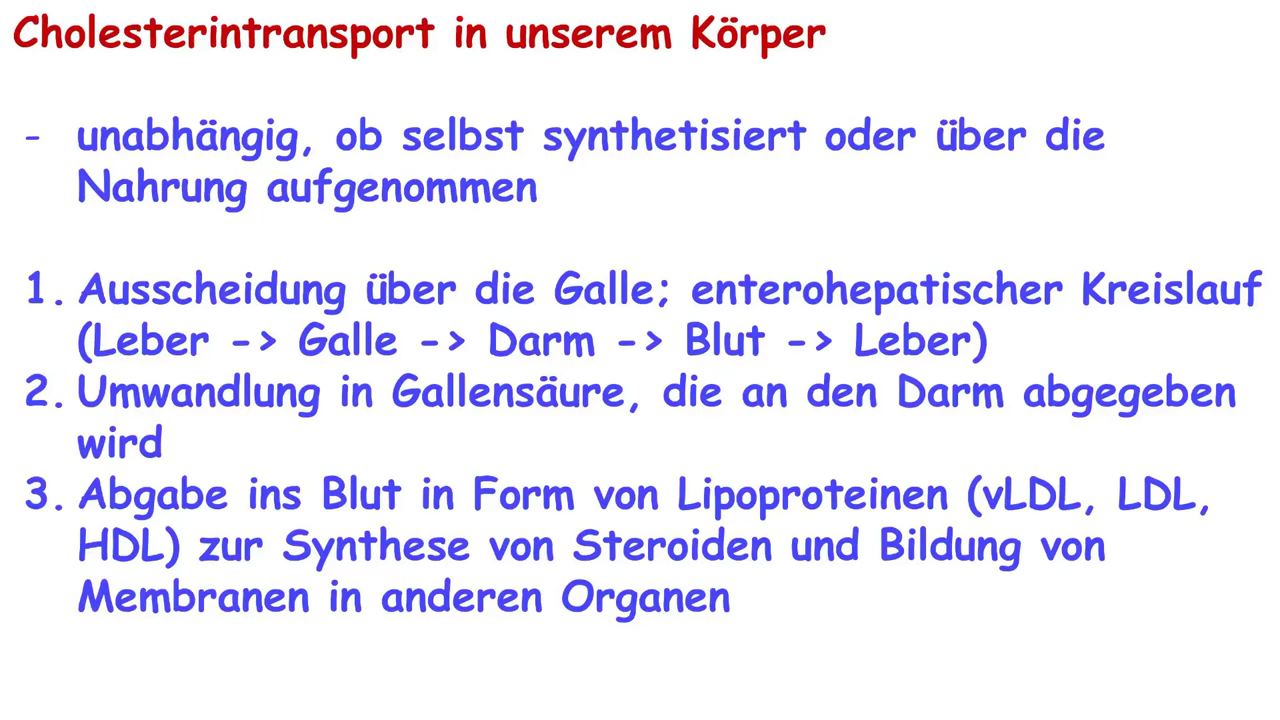 Cholesterintransport in unserem Körper
- unabhängig, ob selbst synthetisiert oder über die
Nahrung aufgenommen
1. Ausscheidung über die Galle; enterohepatischer Kreislauf
(Leber -> Galle -> Darm -> Blut -> Leber)
2. Umwandlung in Gallensäure, die an den Darm abgegeben
wird
3. Abgabe ins Blut in Form von Lipoproteinen (vLDL, LDL,
HDL) zur Synthese von Steroiden und Bildung von
Membranen in anderen Organen